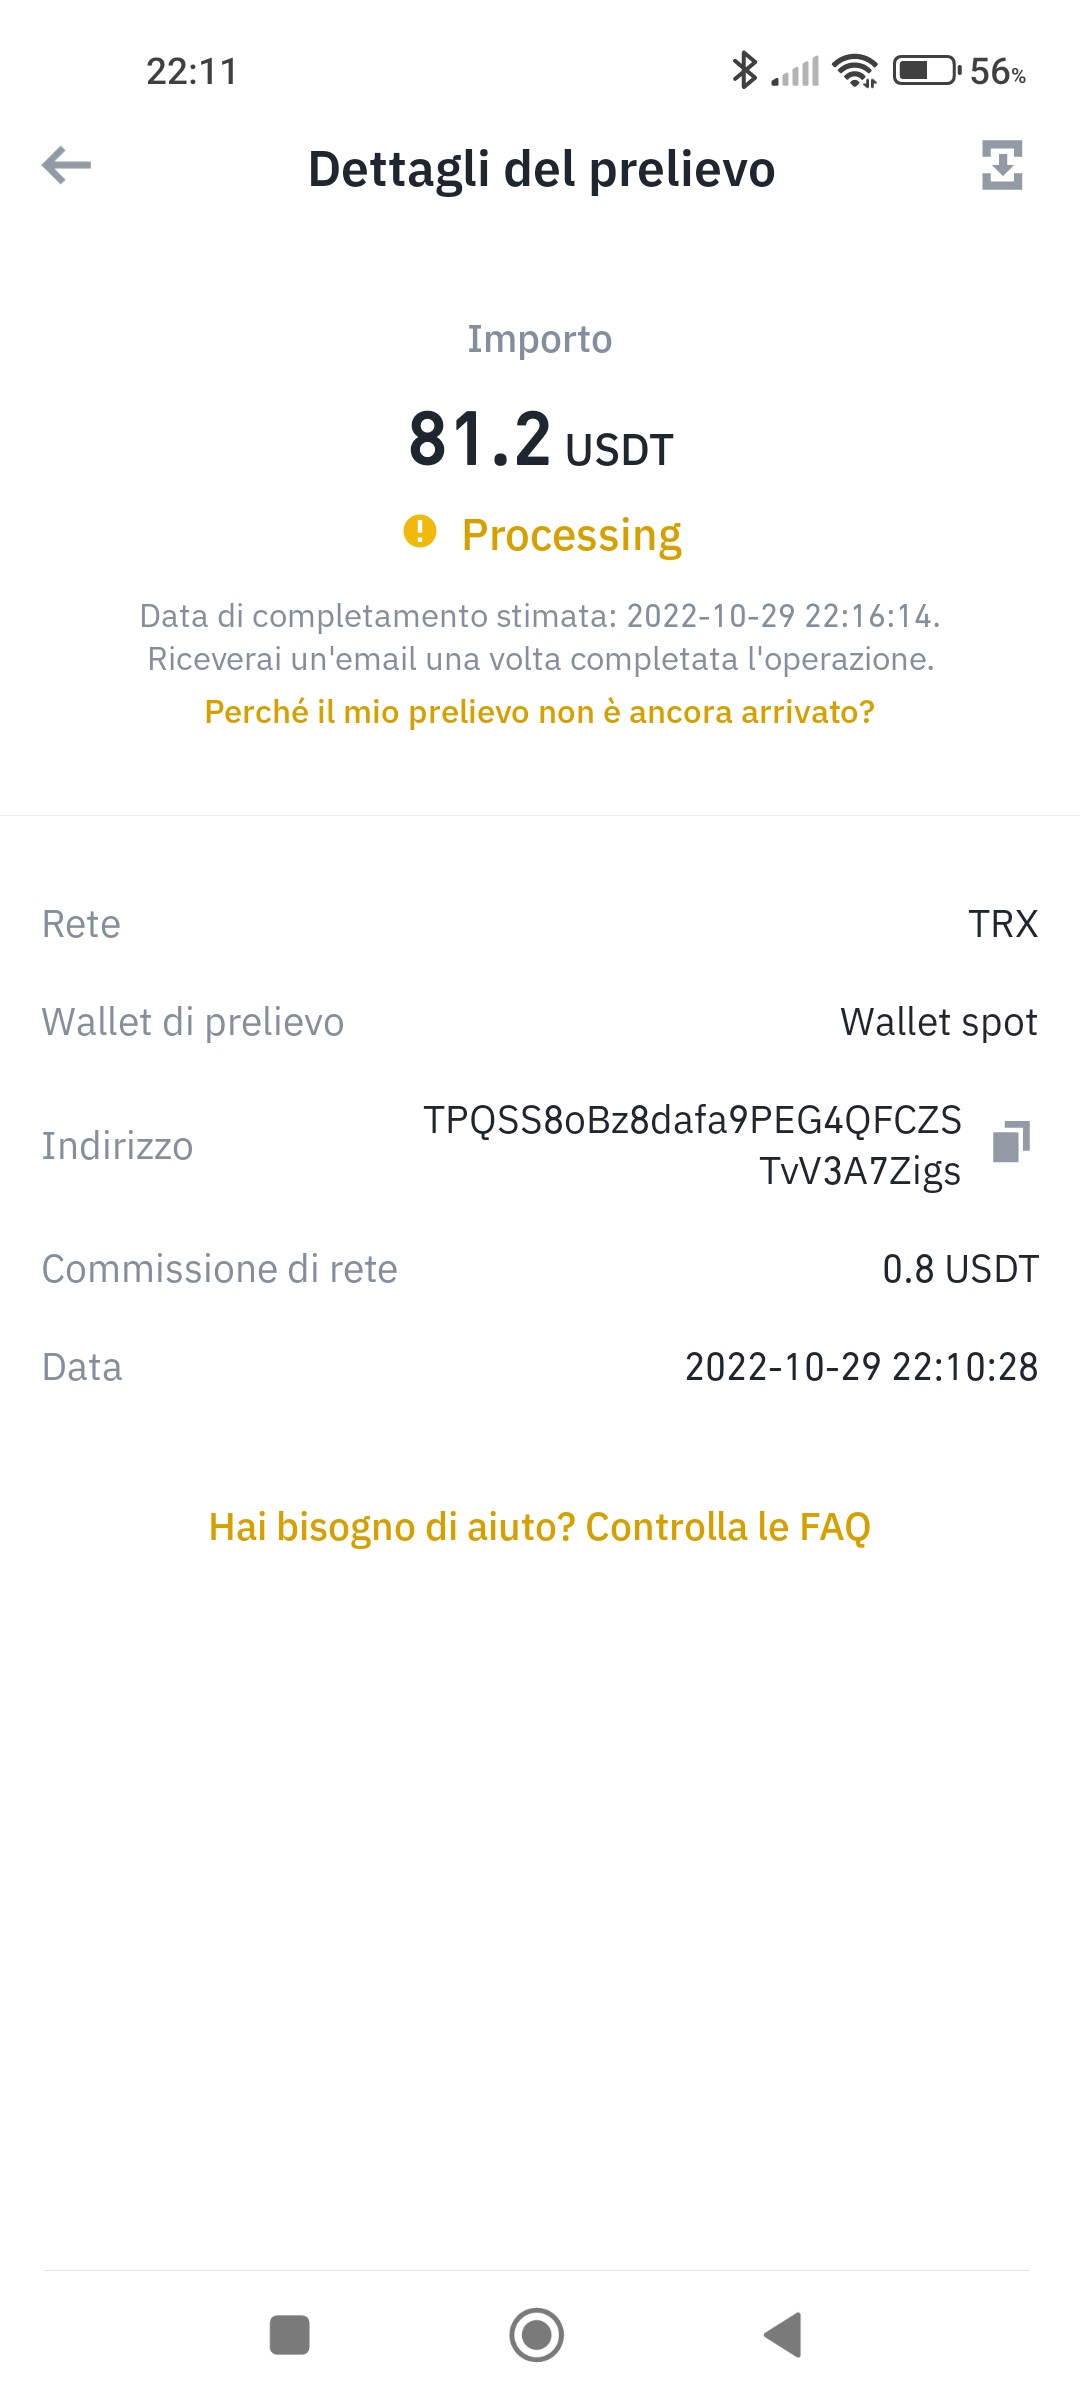 22:11
56%
Dettagli del prelievo
Importo
81.2 USDT
Processing
Data di completamento stimata: 2022-10-29 22:16:14.
Riceverai un'email una volta completata l'operazione.
Perché il mio prelievo non è ancora arrivato?
Rete
TRX
Wallet di prelievo
Wallet spot
Indirizzo
TPQSS8oBz8dafa9PEG4QFCZS
TvV3A7Zigs
Commissione di rete
0.8 USDT
Data
2022-10-29 22:10:28
Hai bisogno di aiuto? Controlla le FAQ